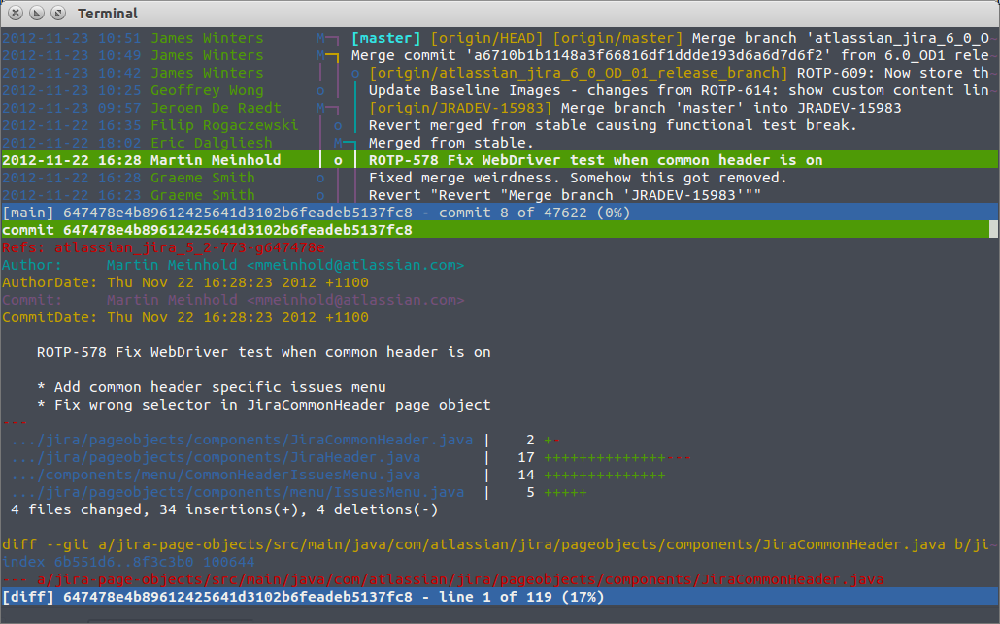 Terminal
2012-11-23 10:51 James Winters M─┐ [master] [origin/HEAD] [origin/master] Merge branch 'atlassian_jira_6_0_O~
2012-11-23 10:49 James Winters M─┐ Merge commit 'a6710b1b1148a3f66816df1ddde193d6a6d7d6f2' from 6.0_OD1 rele~
2012-11-23 10:42 James Winters │ │ o [origin/atlassian_jira_6_0_OD_01_release_branch] ROTP-609: Now store th~
2012-11-23 10:25 Geoffrey Wong o │ │ Update Baseline Images - changes from ROTP-614: show custom content lin~
2012-11-23 09:57 Jeroen De Raedt M─┐ │ [origin/JRADEV-15983] Merge branch 'master' into JRADEV-15983
2012-11-22 16:35 Filip Rogaczewski │ o │ Revert merged from stable causing functional test break.
2012-11-22 18:02 Eric Dalgliesh │ M─┐ Merged from stable.
2012-11-22 16:28 Martin Meinhold │ o │ ROTP-578 Fix WebDriver test when common header is on
2012-11-22 16:28 Graeme Smith o │ │ Fixed merge weirdness. Somehow this got removed.
2012-11-22 16:23 Graeme Smith o │ │ Revert "Revert "Merge branch 'JRADEV-15983'""
[main] 647478e4b89612425641d3102b6feadeb5137fc8 - commit 8 of 47622 (0%)
commit 647478e4b89612425641d3102b6feadeb5137fc8
Refs: atlassian_jira_5_2-773-g647478e
Author: Martin Meinhold <mmeinhold@atlassian.com>
AuthorDate: Thu Nov 22 16:28:23 2012 +1100
Commit: Martin Meinhold <mmeinhold@atlassian.com>
CommitDate: Thu Nov 22 16:28:23 2012 +1100
ROTP-578 Fix WebDriver test when common header is on
* Add common header specific issues menu
* Fix wrong selector in JiraCommonHeader page object
---
.../jira/pageobjects/components/JiraCommonHeader.java | 2 +-
.../jira/pageobjects/components/JiraHeader.java | 17 ++++++++++++++---
.../components/menu/CommonHeaderIssuesMenu.java | 14 ++++++++++++++
.../jira/pageobjects/components/menu/IssuesMenu.java | 5 +++++
4 files changed, 34 insertions(+), 4 deletions(-)
diff --git a/jira-page-objects/src/main/java/com/atlassian/jira/pageobjects/components/JiraCommonHeader.java b/ji~
index 6b551d6..8f3c3b0 100644
--- a/jira-page-objects/src/main/java/com/atlassian/jira/pageobjects/components/JiraCommonHeader.java
[diff] 647478e4b89612425641d3102b6feadeb5137fc8 - line 1 of 119 (17%)